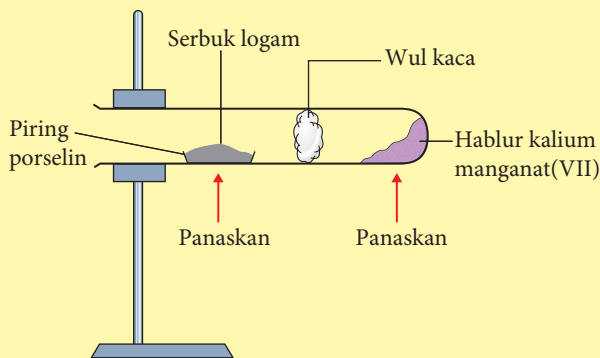 Serbuk logam
Wul kaca
Piring
porselin
Hablur kalium
manganat(VII)
Panaskan
Panaskan